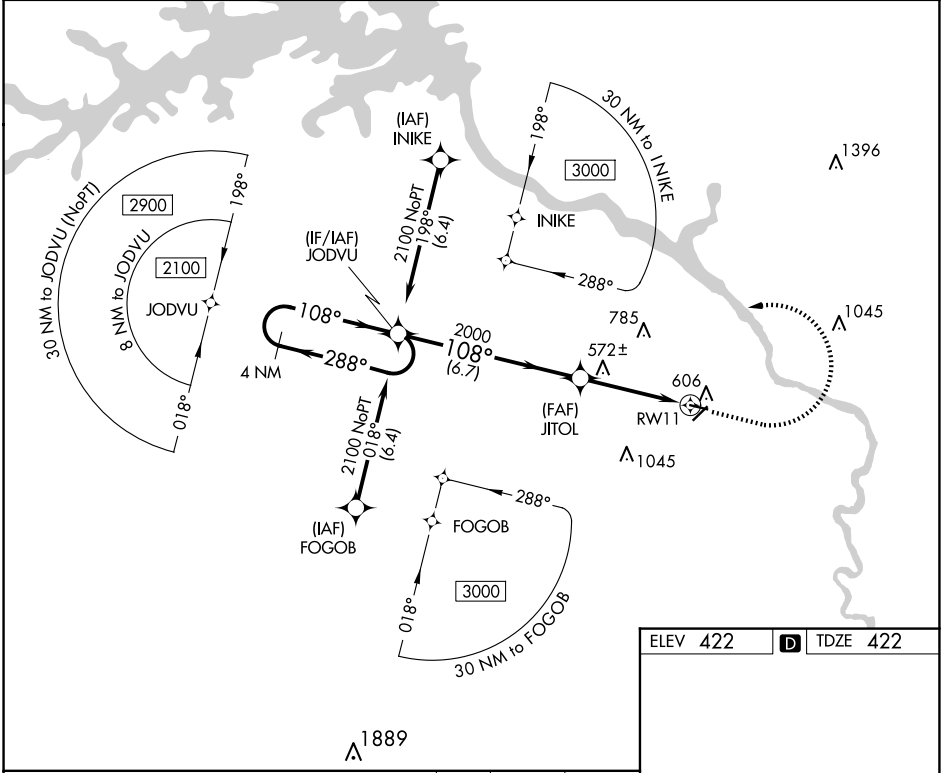 (IAF)
INIKE
198°
30 NM to INIKE
3000
INIKE
288°
1396
30 NM to JODVU (NoPT)
2900
198°
8 NM to JODVU
2100
JODVU
018°
2100 NoPT
198°
(6.4)
(IF/IAF)
JODVU
108°
288°
4 NM
2000
108°
(6.7)
785
572±
1045
606
(FAF)
JITOL
RW11
1045
2100 NoPT
018°
(6.4)
(IAF)
FOGOB
288°
FOGOB
018°
3000
30 NM to FOGOB
1889
ELEV 422 D TDZE 422